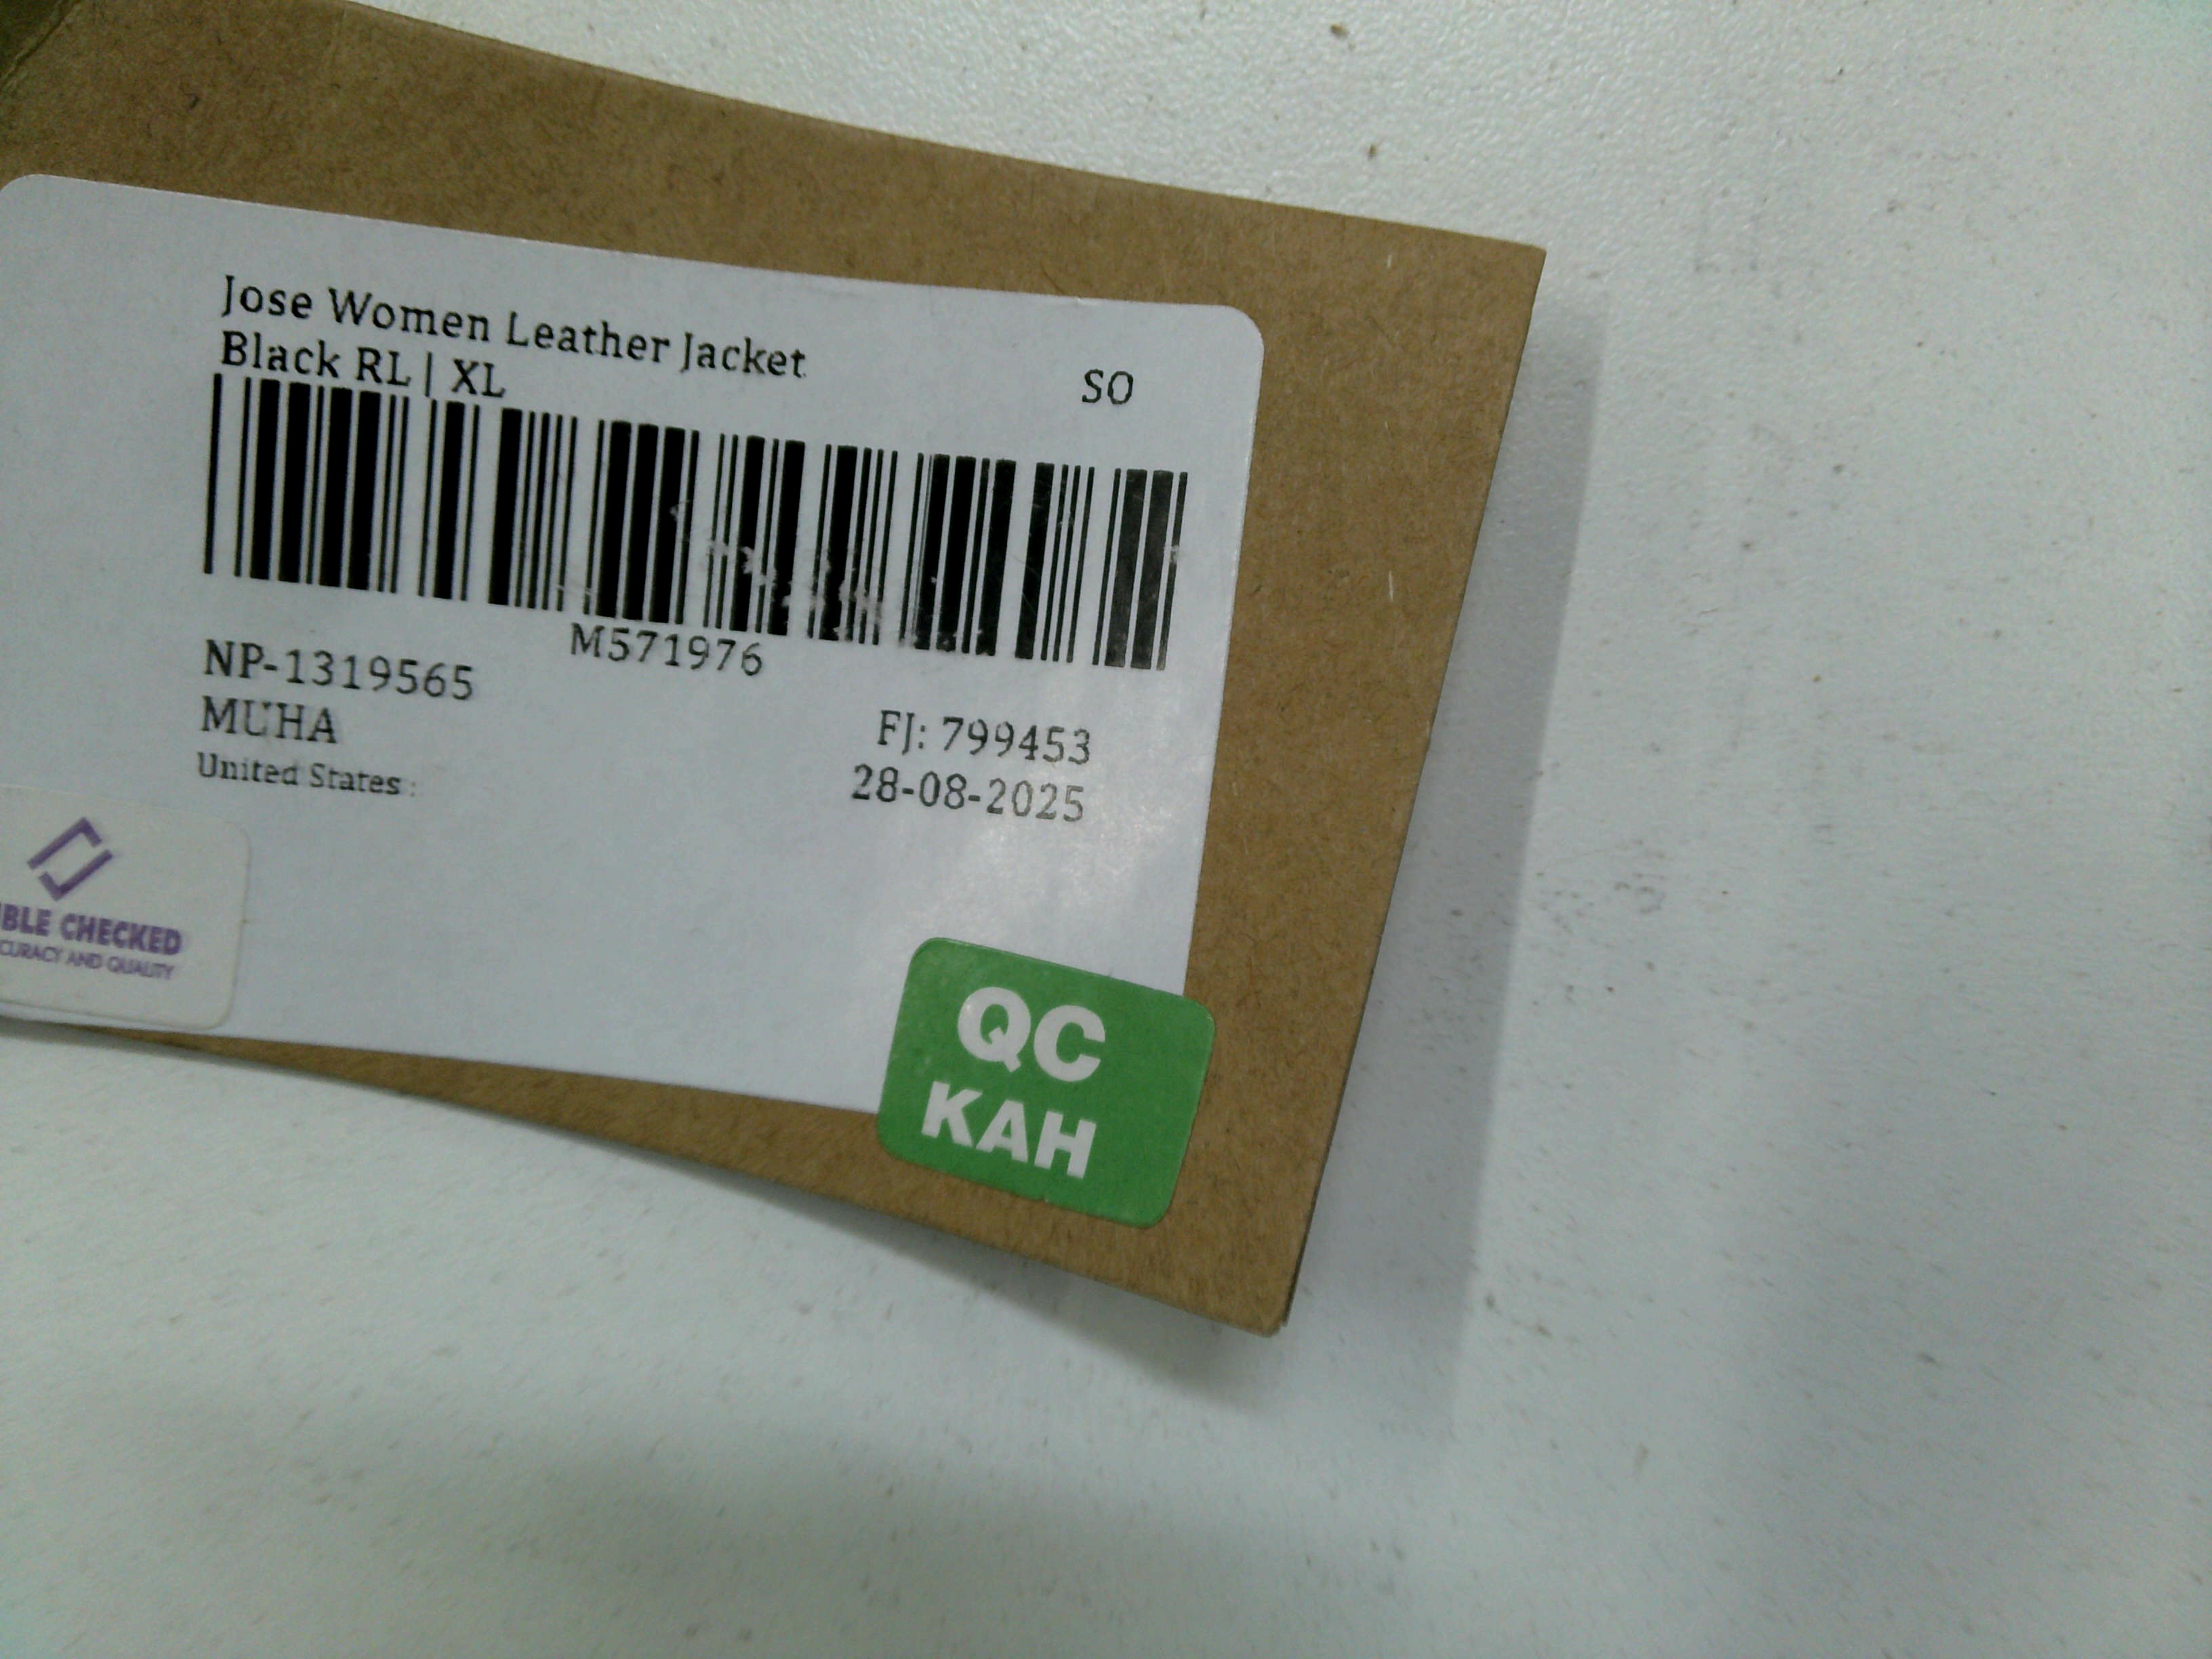 Jose Women Leather Jacket
Black RL | XL
SO
M571976
NP-1319565
MUHA
United States :
FJ: 799453
28-08-2025
BLE CHECKED
CURACY AND QUALITY
QC
KAH